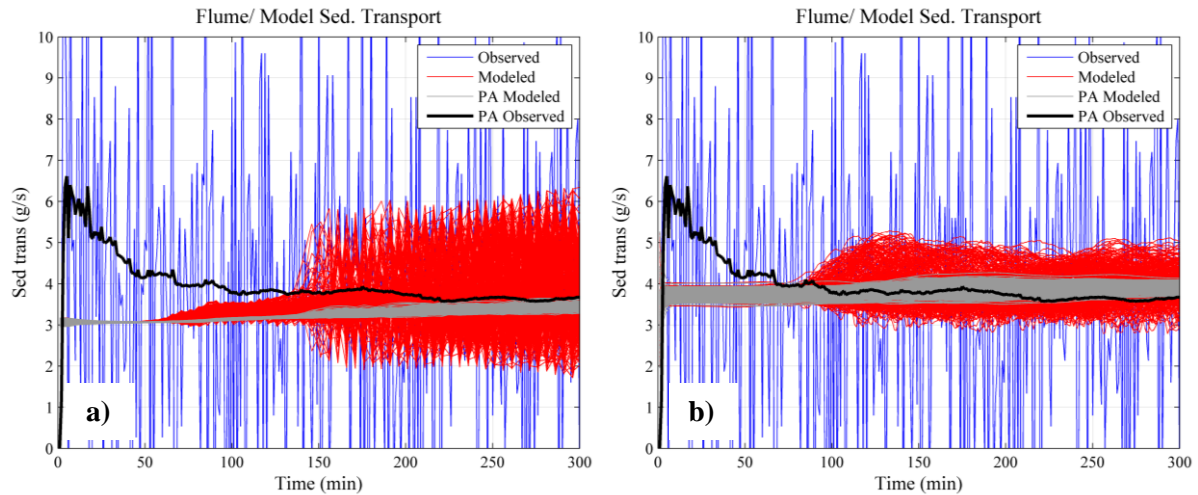 Flume/ Model Sed. Transport
10
9
8
7
6
5
4
3
2
1
0
Sed trans (g/s)
Observed
Modeled
PA Modeled
PA Observed
a)
0 50 100 150 200 250 300
Time (min)
Flume/ Model Sed. Transport
10
9
8
7
6
5
4
3
2
1
0
Sed trans (g/s)
Observed
Modeled
PA Modeled
PA Observed
b)
0 50 100 150 200 250 300
Time (min)